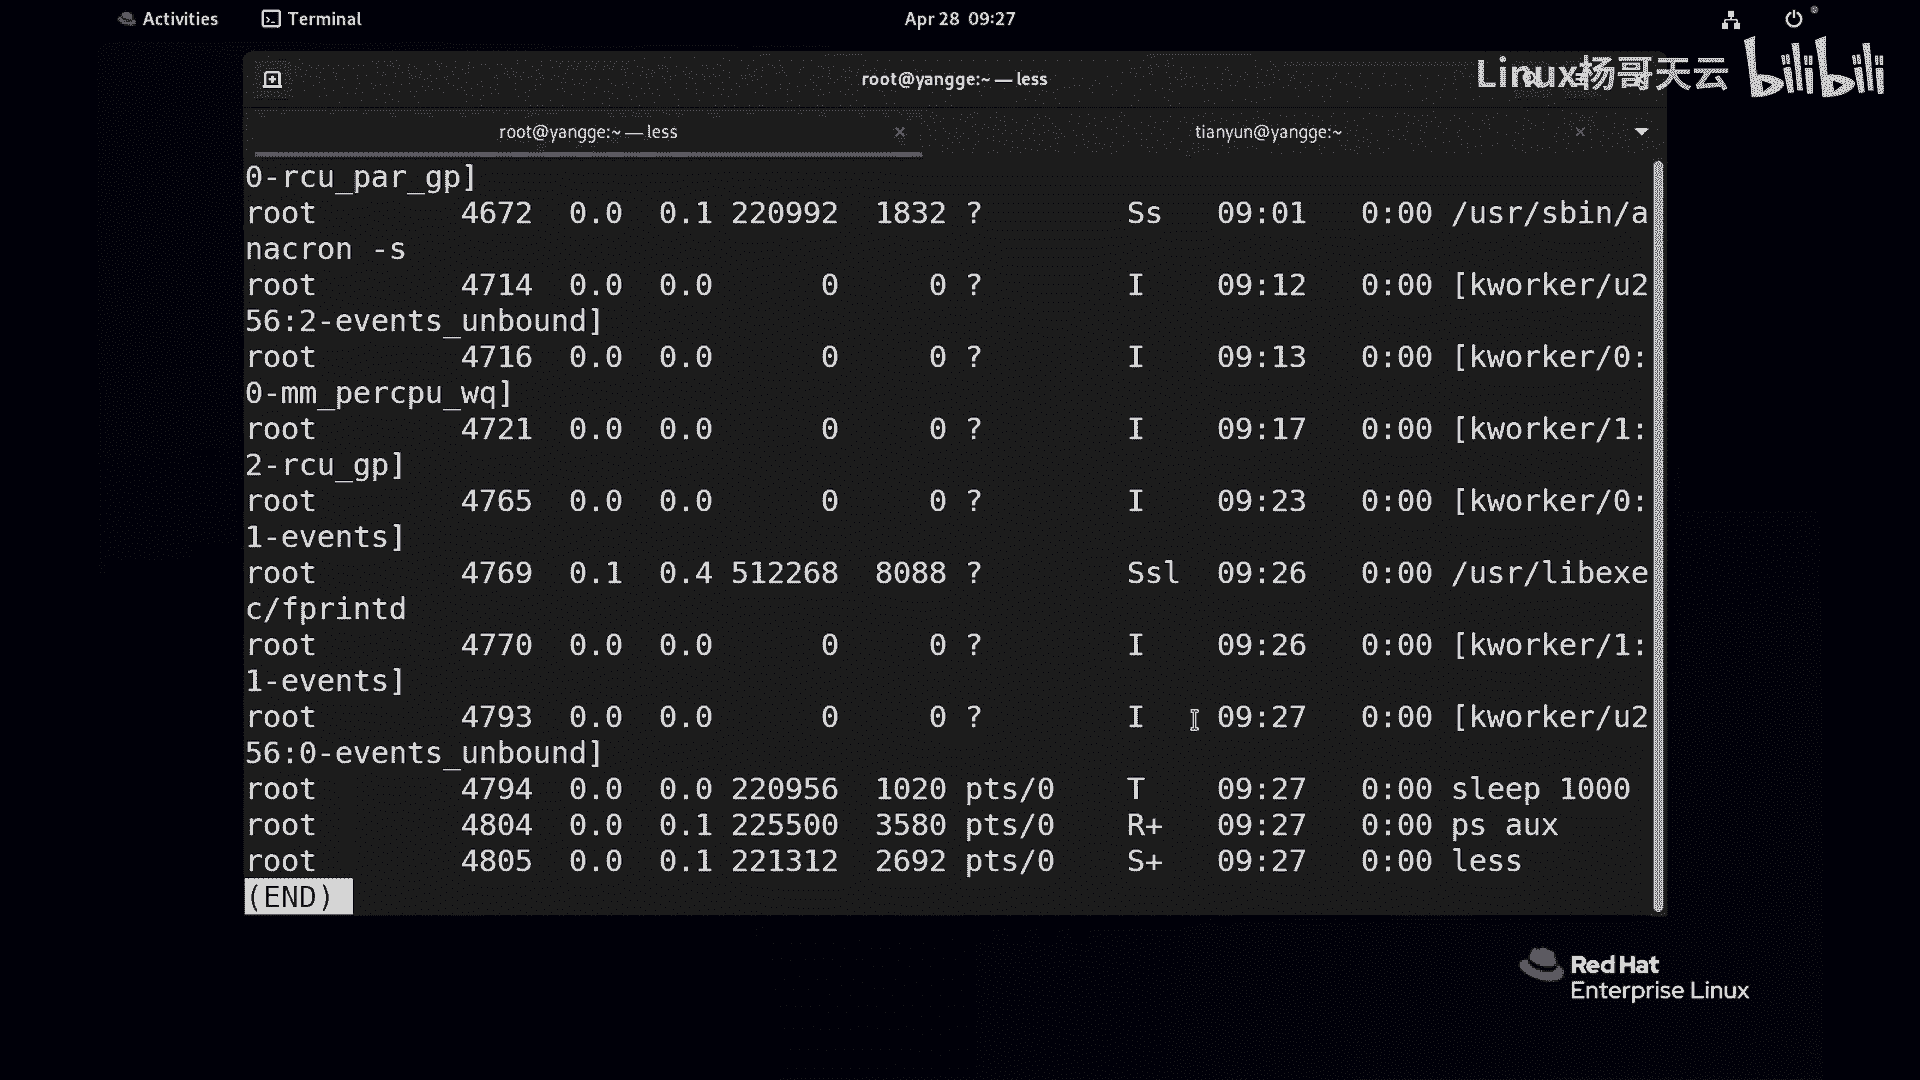 Activities Terminal Apr 28 09:27
root@yangge:~ — less
Linux杨哥天云 bilibili
root@yangge:~ — less × tianyun@yangge:~ ×
0-rcu_par_gp]
root 4672 0.0 0.1 220992 1832 ? Ss 09:01 0:00 /usr/sbin/a
nacron -s
root 4714 0.0 0.0 0 0 ? I 09:12 0:00 [kworker/u2
56:2-events_unbound]
root 4716 0.0 0.0 0 0 ? I 09:13 0:00 [kworker/0:
0-mm_percpu_wq]
root 4721 0.0 0.0 0 0 ? I 09:17 0:00 [kworker/1:
2-rcu_gp]
root 4765 0.0 0.0 0 0 ? I 09:23 0:00 [kworker/0:
1-events]
root 4769 0.1 0.4 512268 8088 ? Ssl 09:26 0:00 /usr/libexe
c/fprintd
root 4770 0.0 0.0 0 0 ? I 09:26 0:00 [kworker/1:
1-events]
root 4793 0.0 0.0 0 0 ? I 09:27 0:00 [kworker/u2
56:0-events_unbound]
root 4794 0.0 0.0 220956 1020 pts/0 T 09:27 0:00 sleep 1000
root 4804 0.0 0.1 225500 3580 pts/0 R+ 09:27 0:00 ps aux
root 4805 0.0 0.1 221312 2692 pts/0 S+ 09:27 0:00 less
(END)
Red Hat
Enterprise Linux